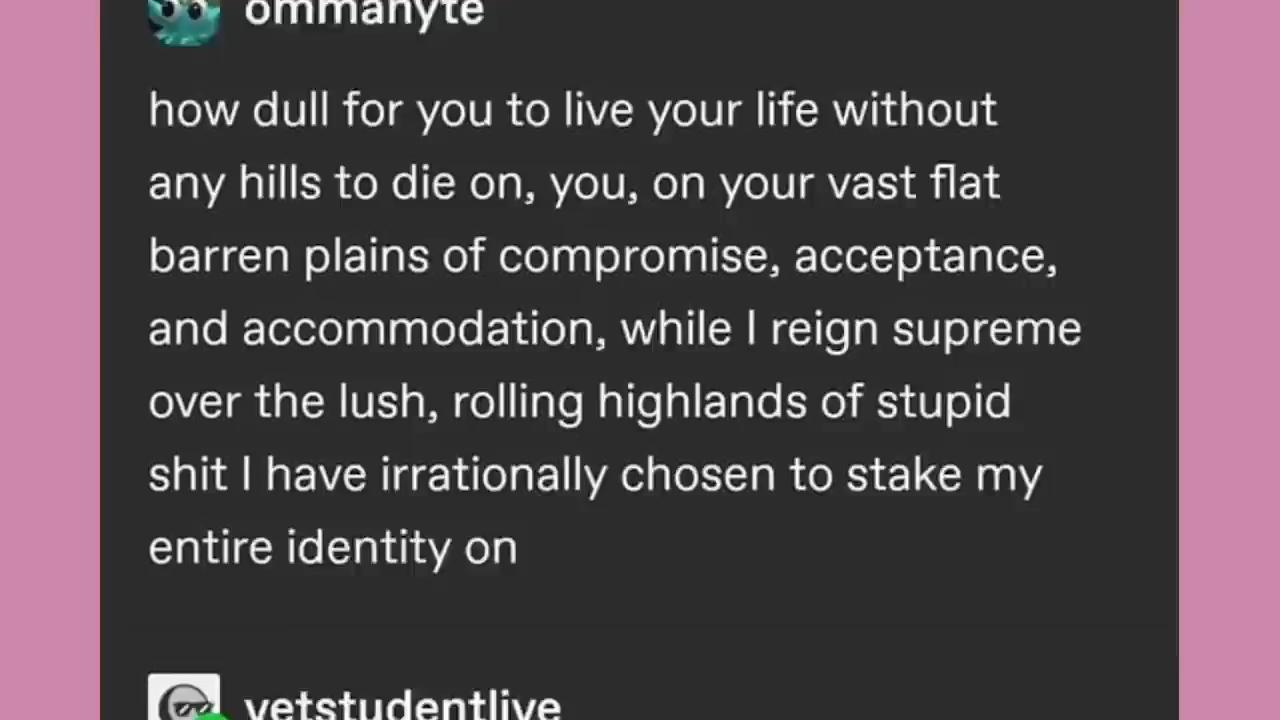 ommanyte
how dull for you to live your life without
any hills to die on, you, on your vast flat
barren plains of compromise, acceptance,
and accommodation, while I reign supreme
over the lush, rolling highlands of stupid
shit I have irrationally chosen to stake my
entire identity on
vetstudentlive